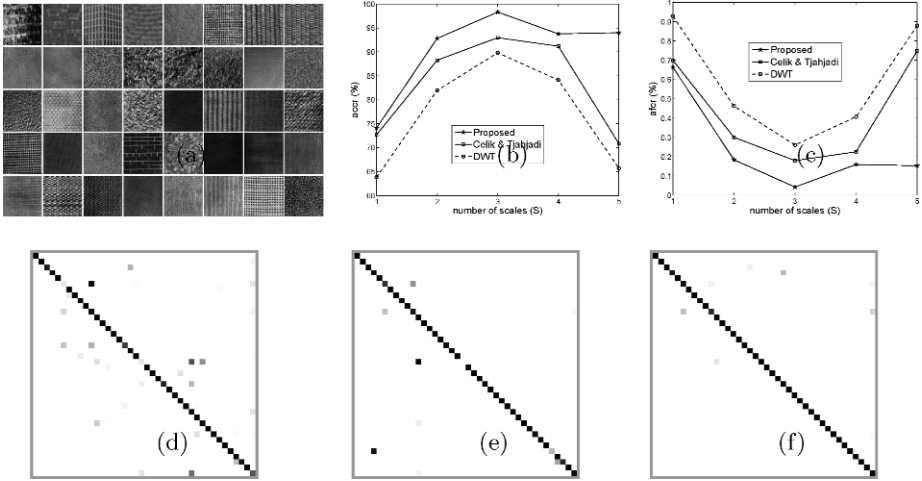 (a)
accr (%)
100
95
90
85
80
75
70
65
60
Proposed
Celik & Tjahjadi
DWT
(b)
1 2 3 4 5
number of scales (S)
afcr (%)
1
0.9
0.8
0.7
0.6
0.5
0.4
0.3
0.2
0.1
0
Proposed
Celik & Tjahjadi
DWT
(c)
1 2 3 4 5
number of scales (S)
(d)
(e)
(f)